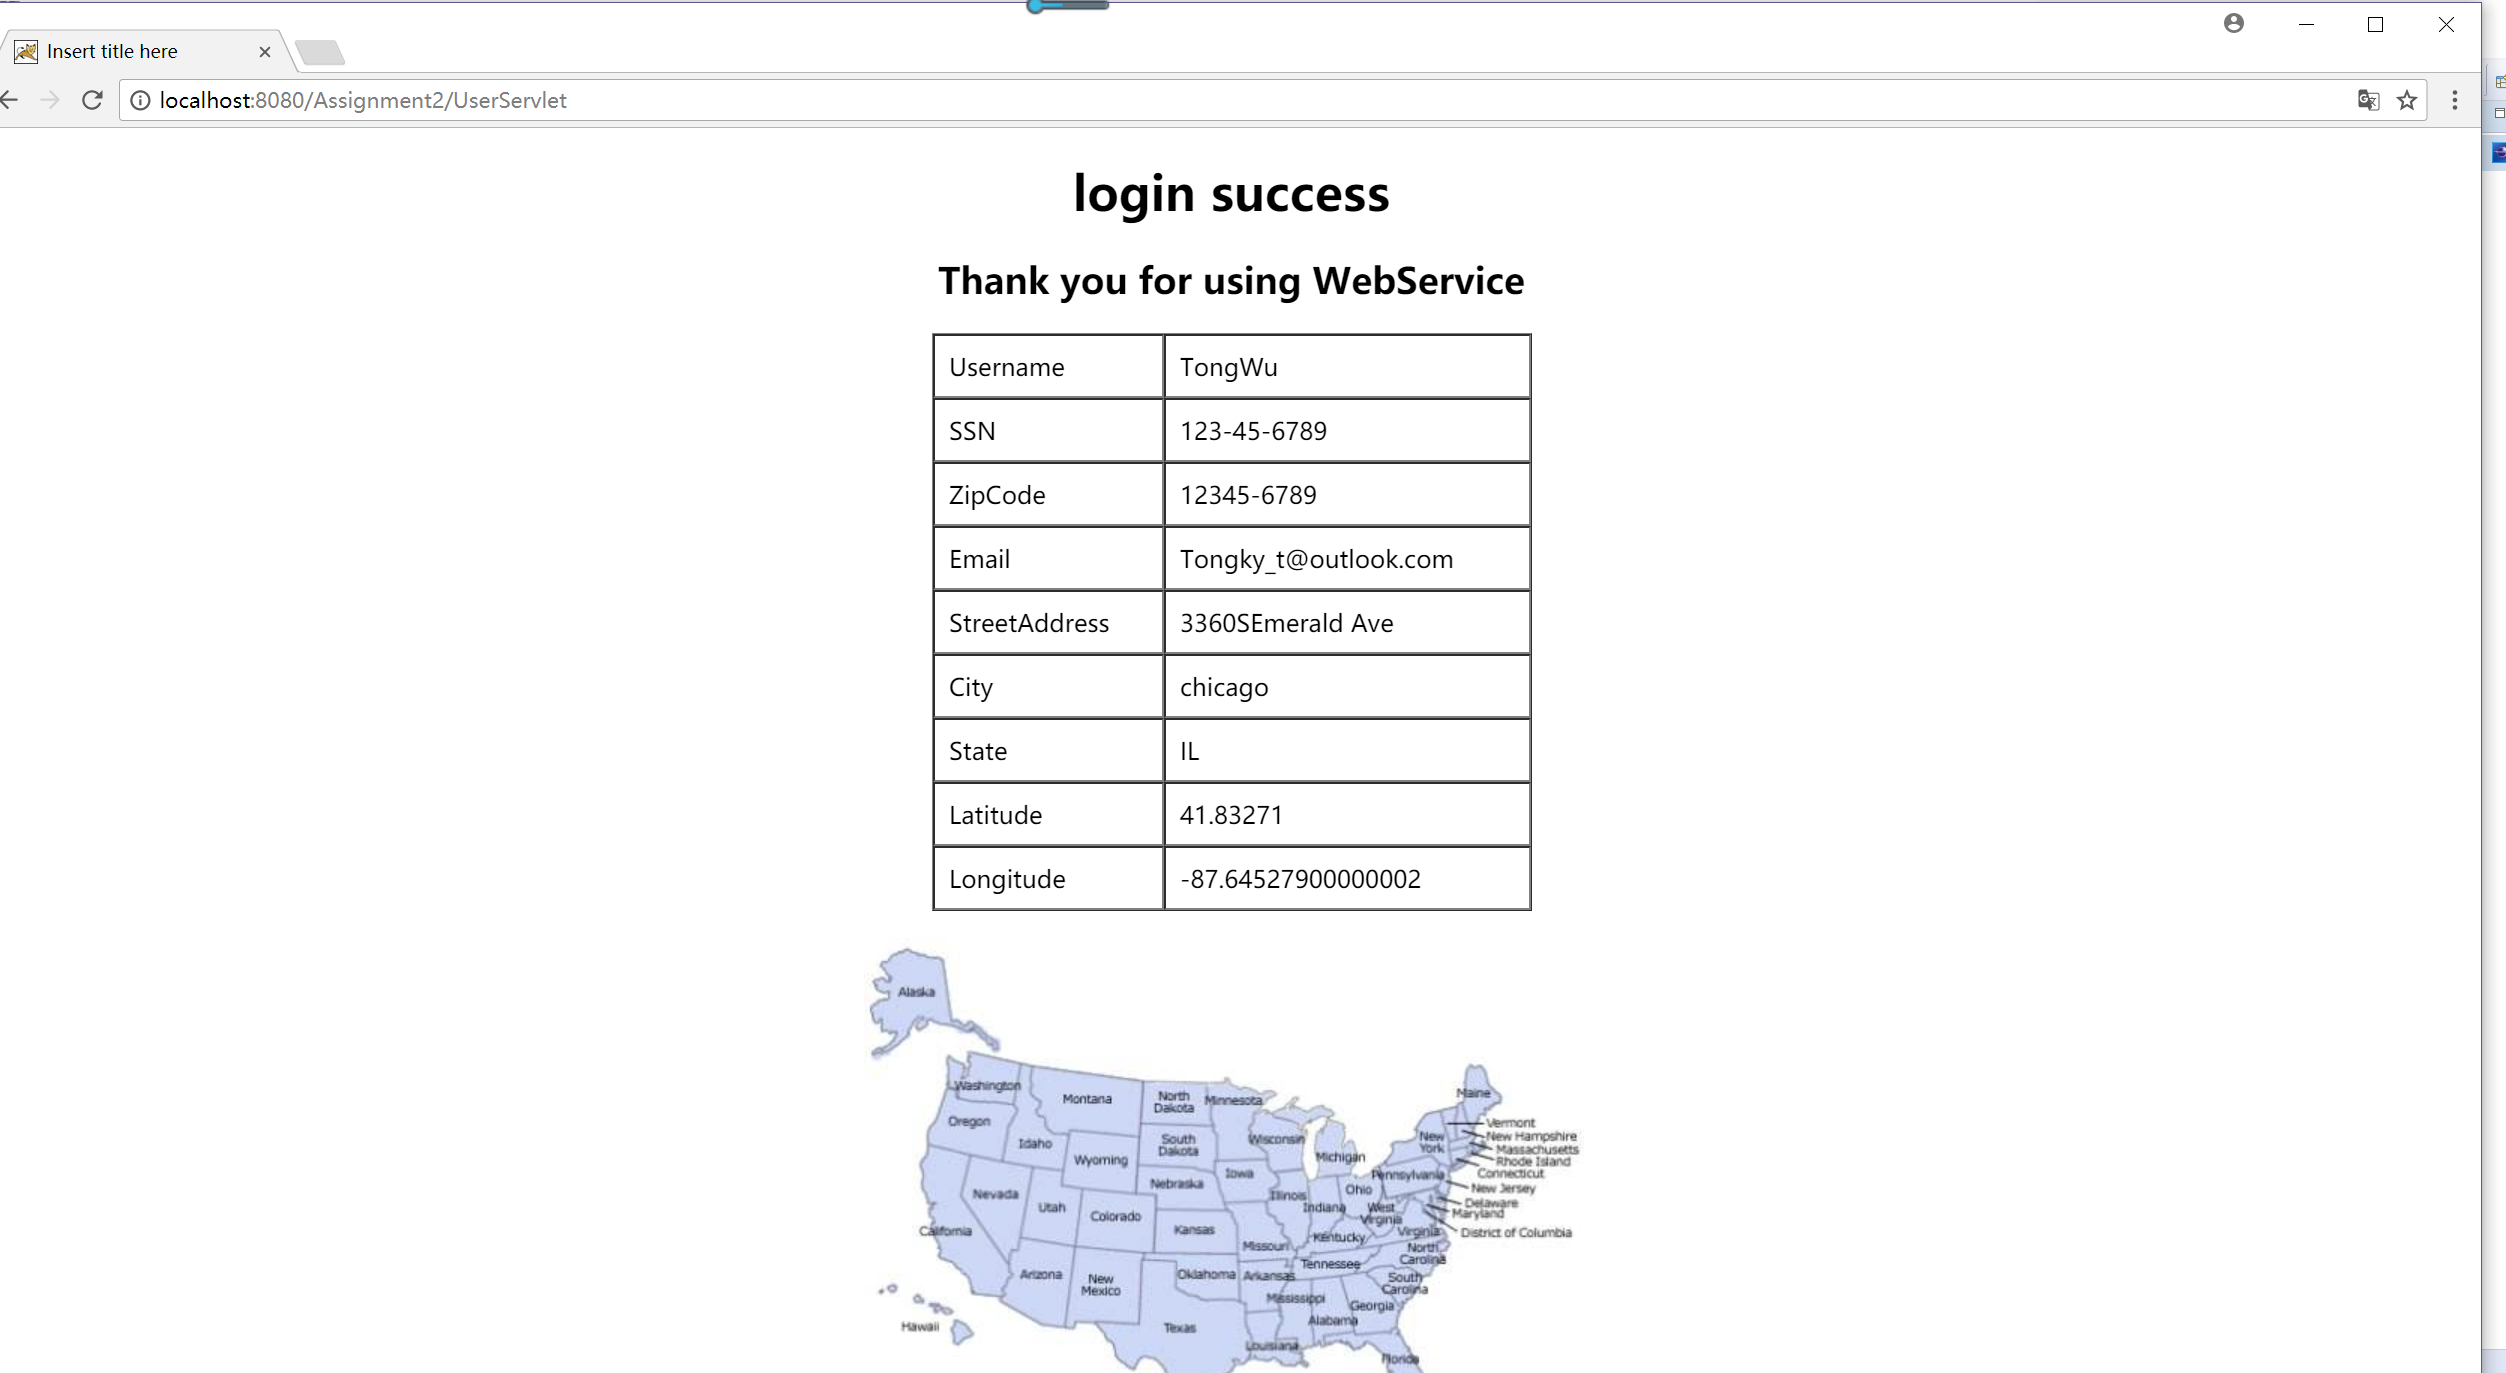 Insert title here
localhost:8080/Assignment2/UserServlet
login success
Thank you for using WebService
Username TongWu
SSN 123-45-6789
ZipCode 12345-6789
Email Tongky_t@outlook.com
StreetAddress 3360SEmerald Ave
City chicago
State IL
Latitude 41.83271
Longitude -87.64527900000002
Alaska
Washington
Montana
North
Dakota
Minnesota
Maine
Oregon
Idaho
Wyoming
South
Dakota
Wisconsin
Michigan
New
York
Vermont
New Hampshire
Massachusetts
Rhode Island
Connecticut
New Jersey
Delaware
Maryland
District of Columbia
Pennsylvania
Nevada
Utah
Colorado
Nebraska
Iowa
Illinois
Indiana
Ohio
West
Virginia
Virginia
California
Kansas
Missouri
Kentucky
North
Carolina
Tennessee
South
Carolina
Arizona
New
Mexico
Oklahoma
Arkansas
Mississippi
Alabama
Georgia
Hawaii
Texas
Louisiana
Florida